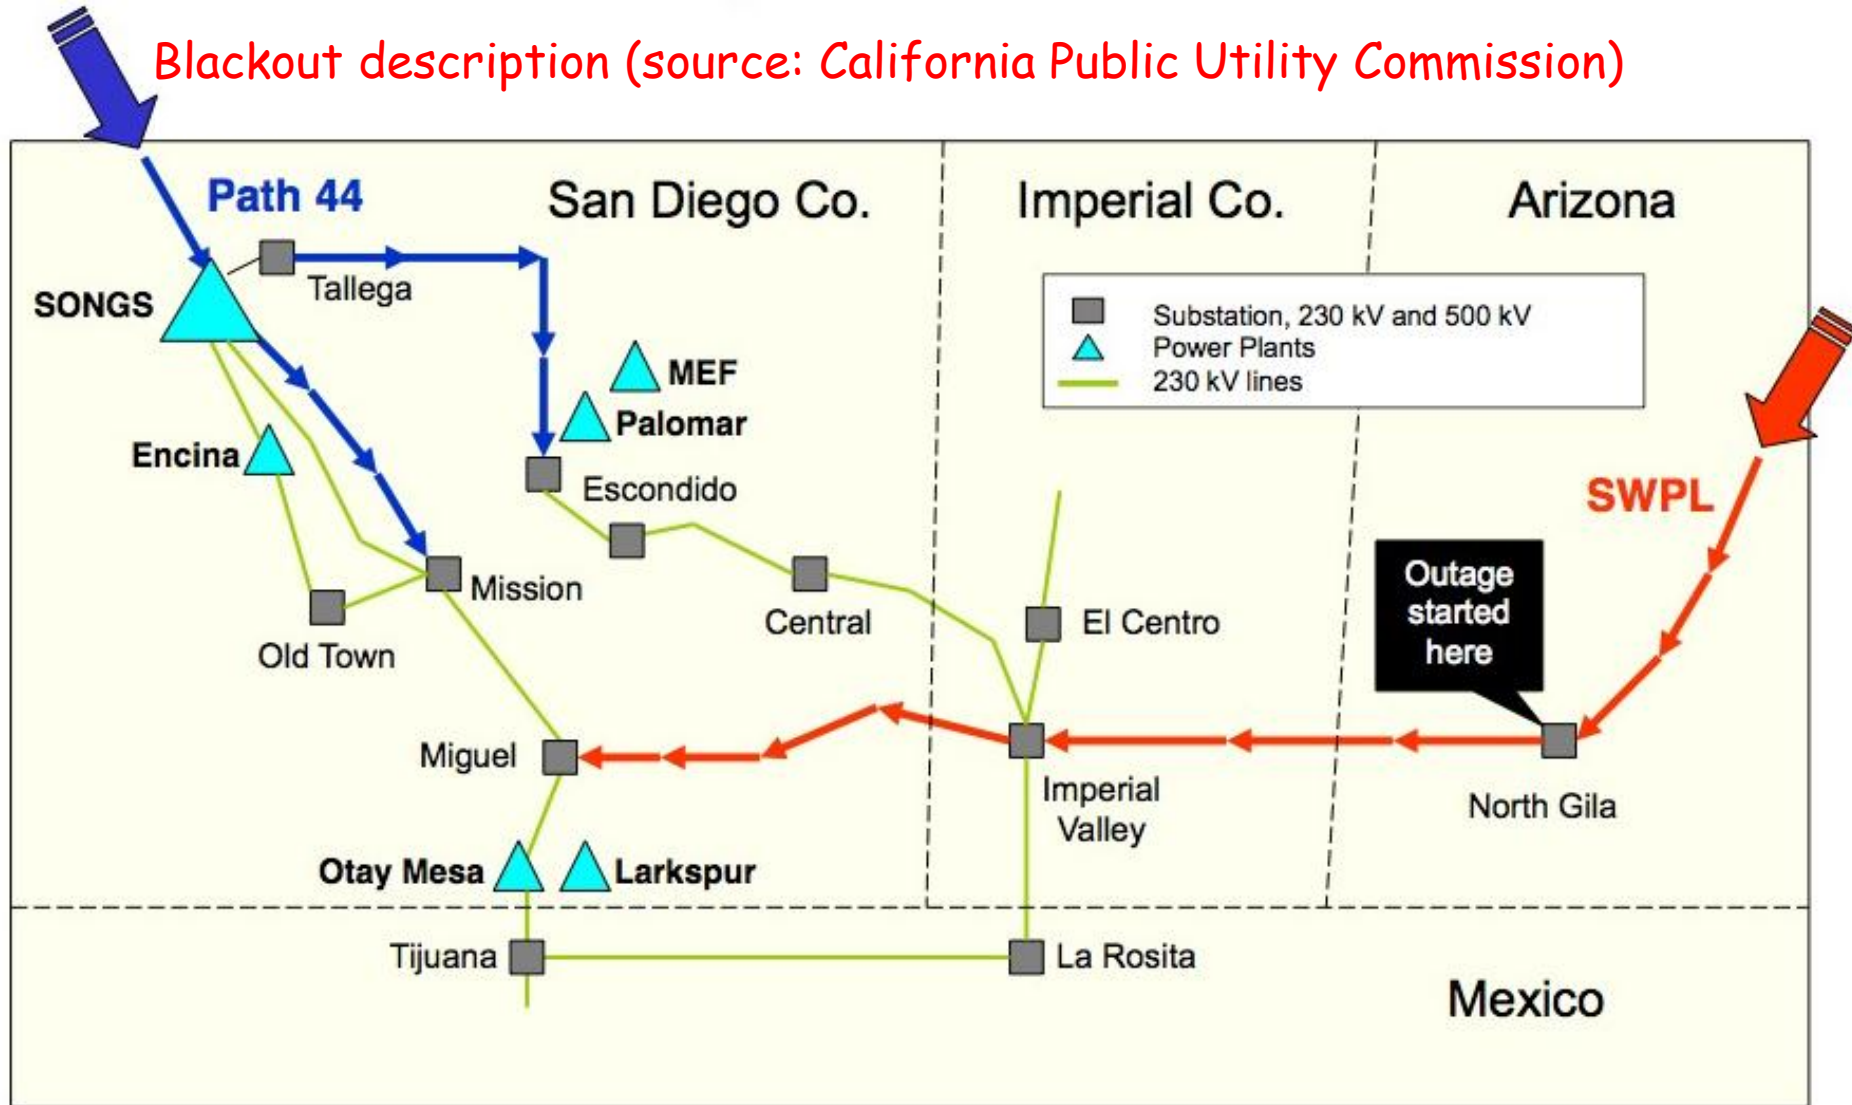 Blackout description (source: California Public Utility Commission)
Path 44
San Diego Co.
Imperial Co.
Arizona
Tallega
SONGS
Substation, 230 kV and 500 kV
Power Plants
230 kV lines
MEF
Palomar
Encina
Escondido
SWPL
Outage
started
here
Mission
Central
El Centro
Old Town
Miguel
Imperial
Valley
North Gila
Otay Mesa
Larkspur
Tijuana
La Rosita
Mexico